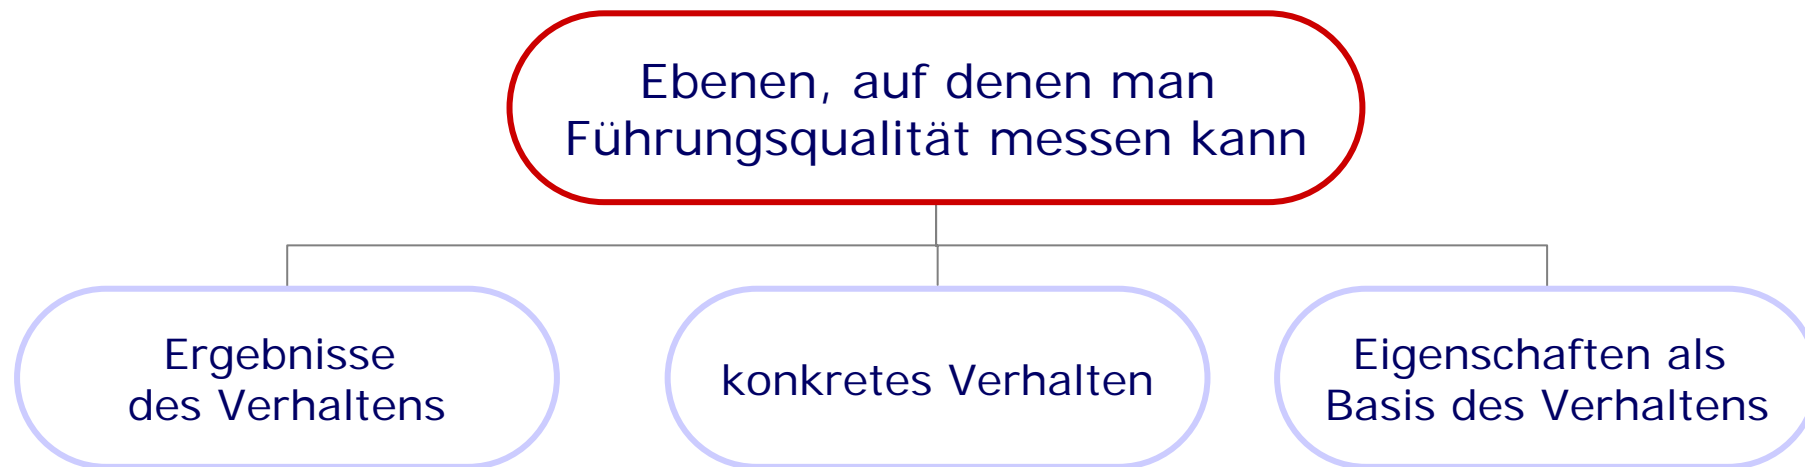 Ebenen, auf denen man
Führungsqualität messen kann
Ergebnisse
des Verhaltens
konkretes Verhalten
Eigenschaften als
Basis des Verhaltens